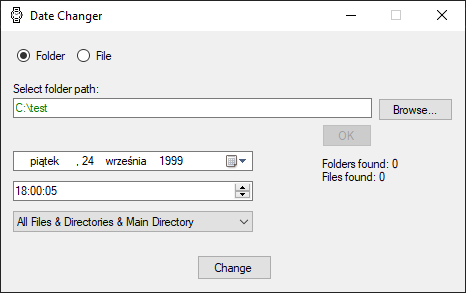 Date Changer
Folder File
Select folder path:
C:\test
Browse...
OK
piątek , 24 września 1999
Folders found: 0
Files found: 0
18:00:05
All Files & Directories & Main Directory
Change